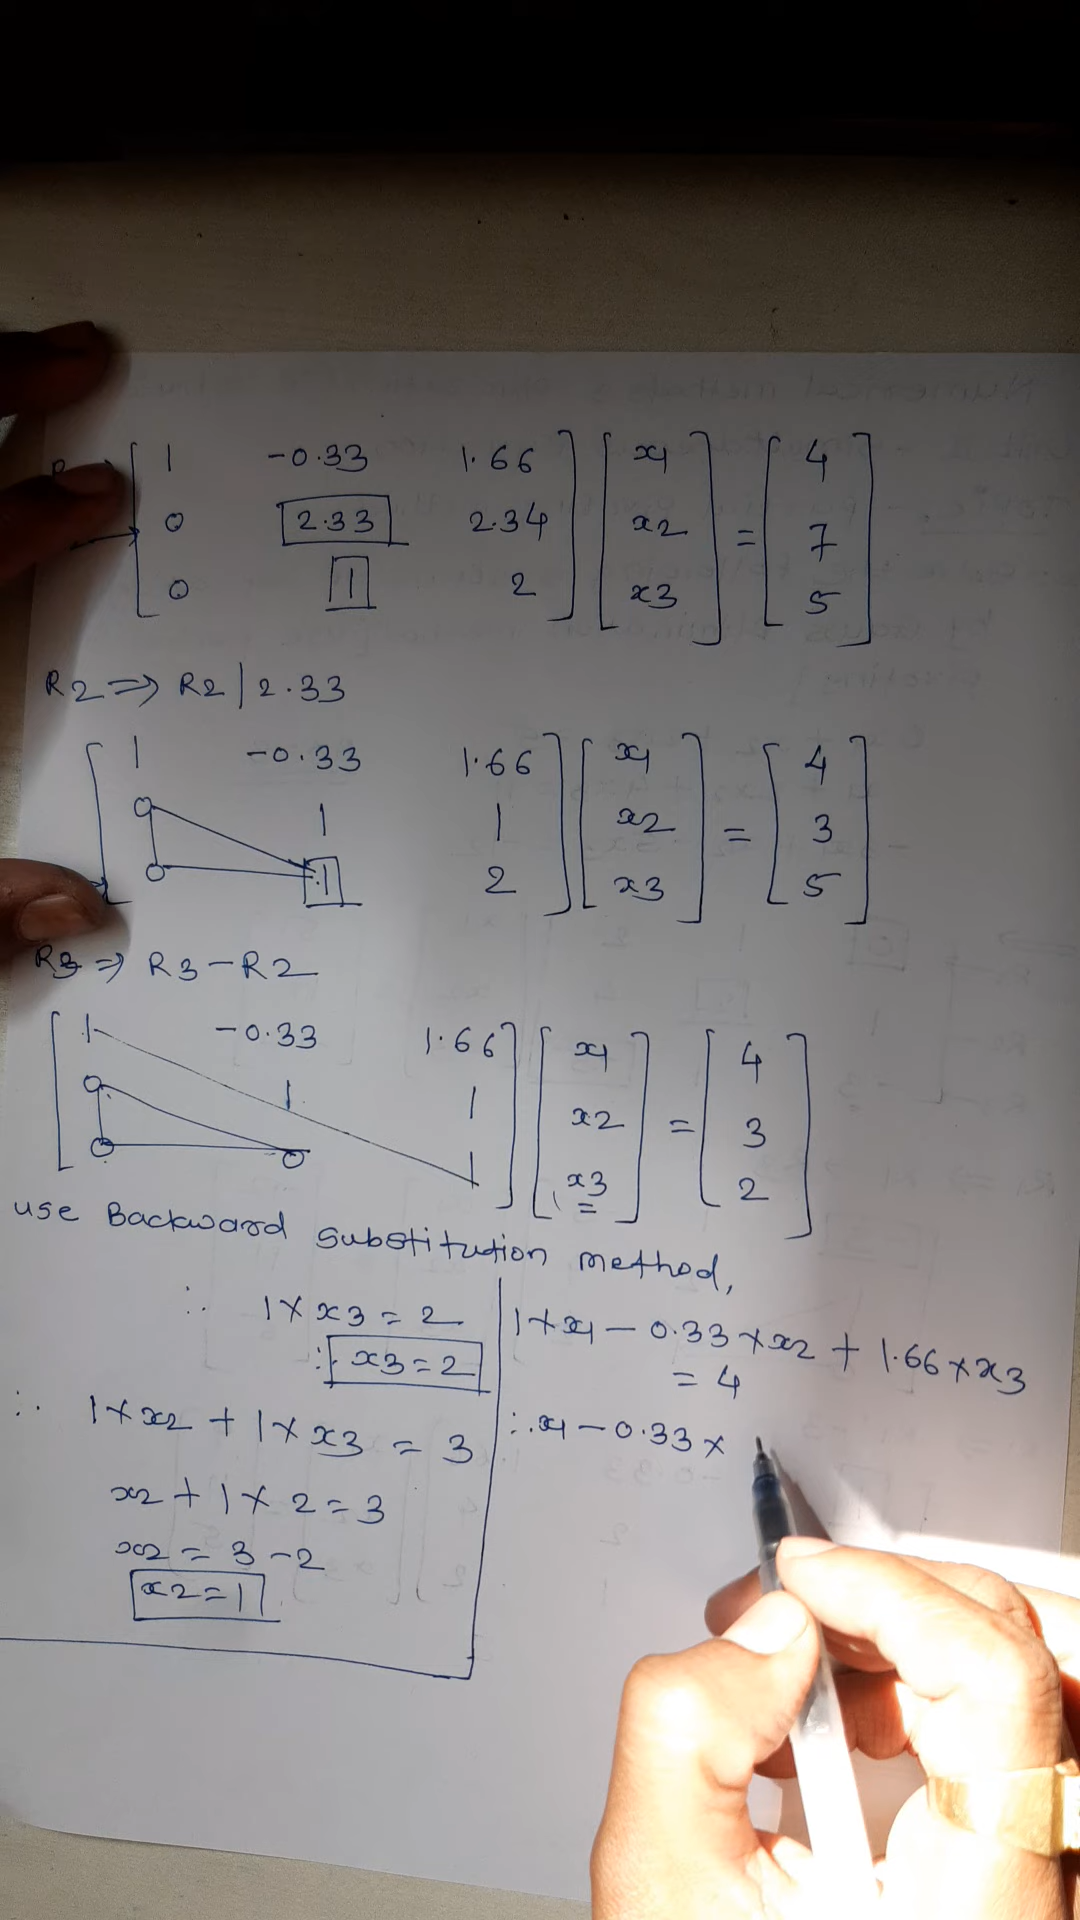 [ 1 -0.33 1.66 ] [ x1 ] = [ 4 ]
[ 0 2.33 2.34 ] [ x2 ] = [ 7 ]
[ 0 1 2 ] [ x3 ] = [ 5 ]
R2 ⇒ R2 | 2.33
[ 1 -0.33 1.66 ] [ x1 ] = [ 4 ]
[ 0 1 1 ] [ x2 ] = [ 3 ]
[ 0 1 2 ] [ x3 ] = [ 5 ]
R3 ⇒ R3 - R2
[ 1 -0.33 1.66 ] [ x1 ] = [ 4 ]
[ 0 1 1 ] [ x2 ] = [ 3 ]
[ 0 0 1 ] [ x3 ] = [ 2 ]
use Backward substitution method,
∴ 1 × x3 = 2
∴ x3 = 2
∴ 1 × x2 + 1 × x3 = 3
x2 + 1 × 2 = 3
x2 = 3 - 2
x2 = 1
1 × x1 - 0.33 × x2 + 1.66 × x3
= 4
∴ x1 - 0.33 ×